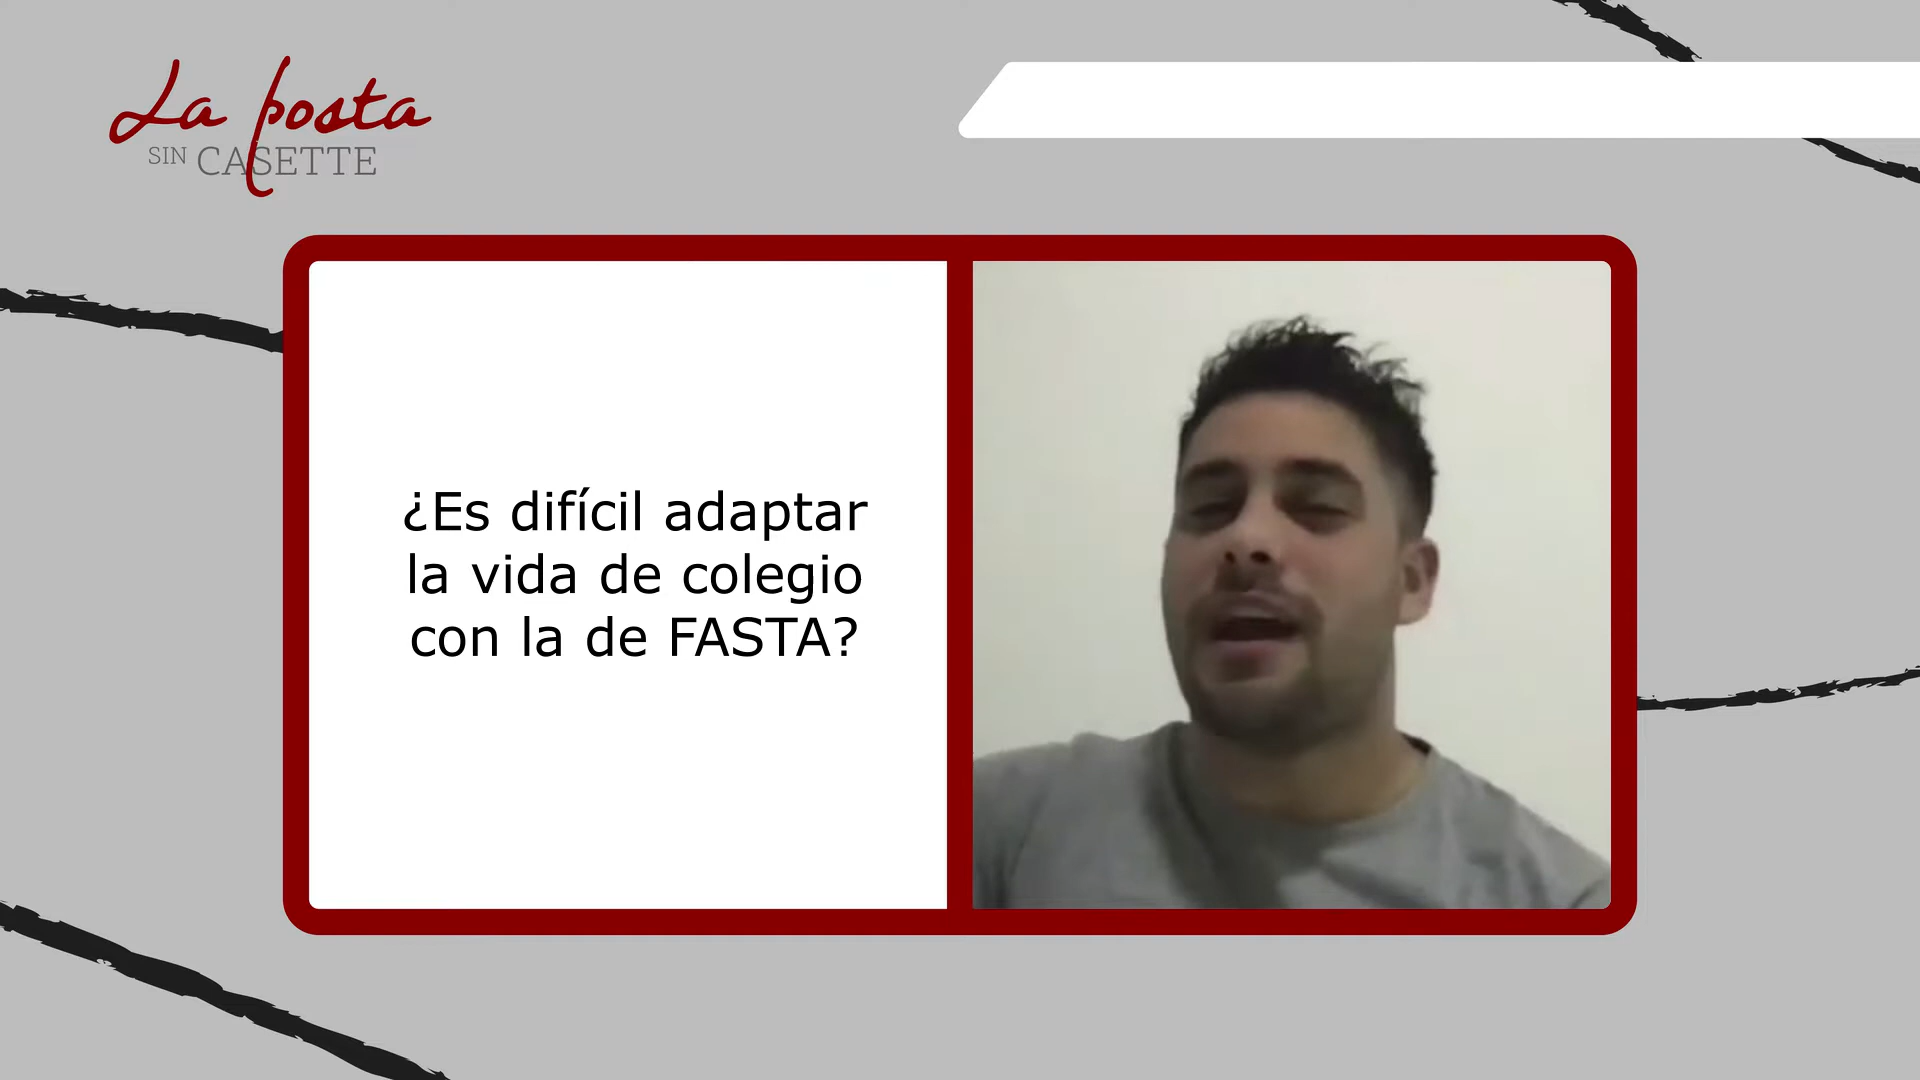 La posta
SIN CASETTE
¿Es difícil adaptar
la vida de colegio
con la de FASTA?